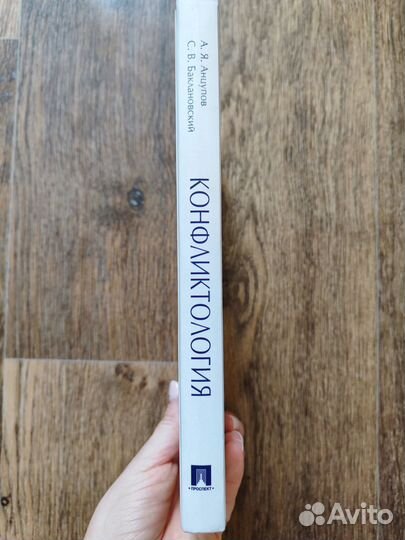 А. Я. Анцупов
С. В. Баклановский
КОНФЛИКТОЛОГИЯ
• ПРОСПЕКТ •
Avito